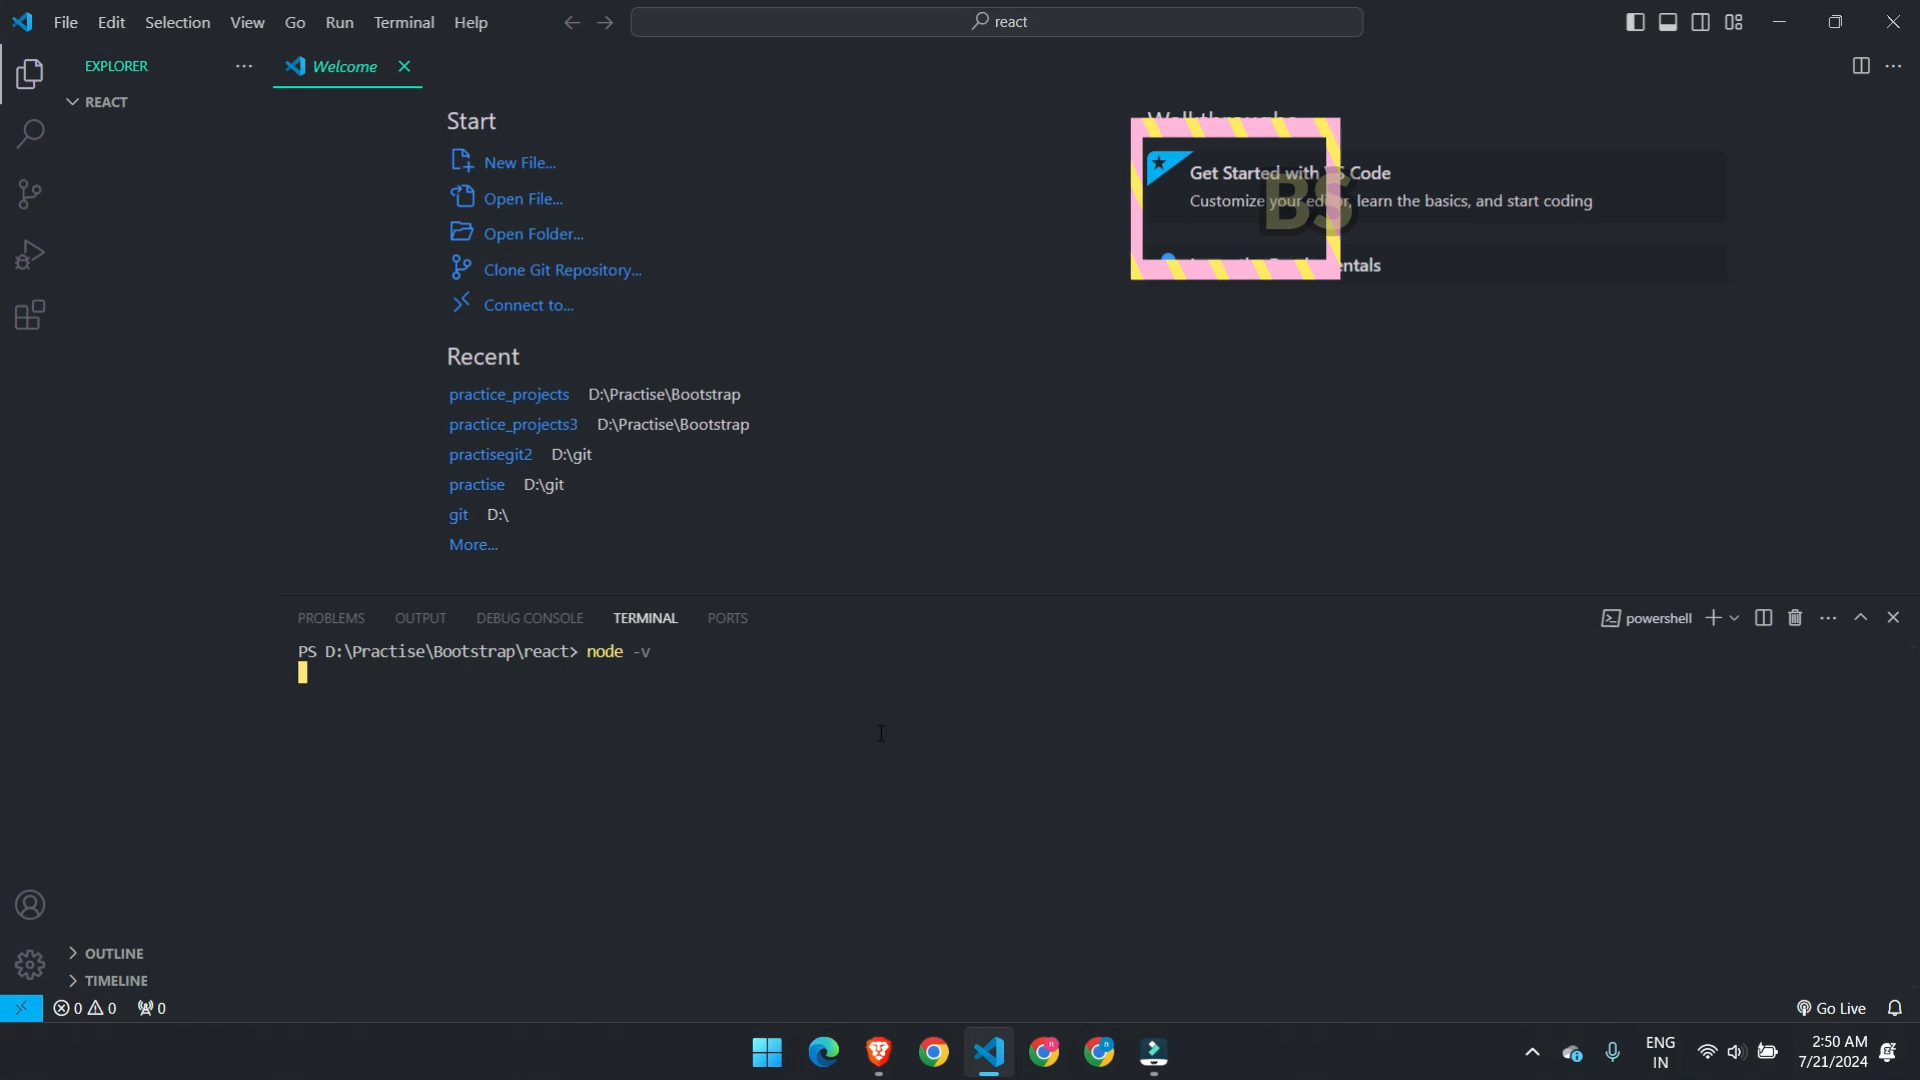 File Edit Selection View Go Run Terminal Help
react
EXPLORER
Welcome
REACT
Start
New File...
Open File...
Open Folder...
Clone Git Repository...
Connect to...
Recent
practice_projects D:\Practise\Bootstrap
practice_projects3 D:\Practise\Bootstrap
practisegit2 D:\git
practise D:\git
git D:\
More...
Get Started with VS Code
Customize your editor, learn the basics, and start coding
BS
PROBLEMS OUTPUT DEBUG CONSOLE TERMINAL PORTS
powershell
PS D:\Practise\Bootstrap\react> node -v
OUTLINE
TIMELINE
0 0 0
Go Live
ENG
IN
2:50 AM
7/21/2024